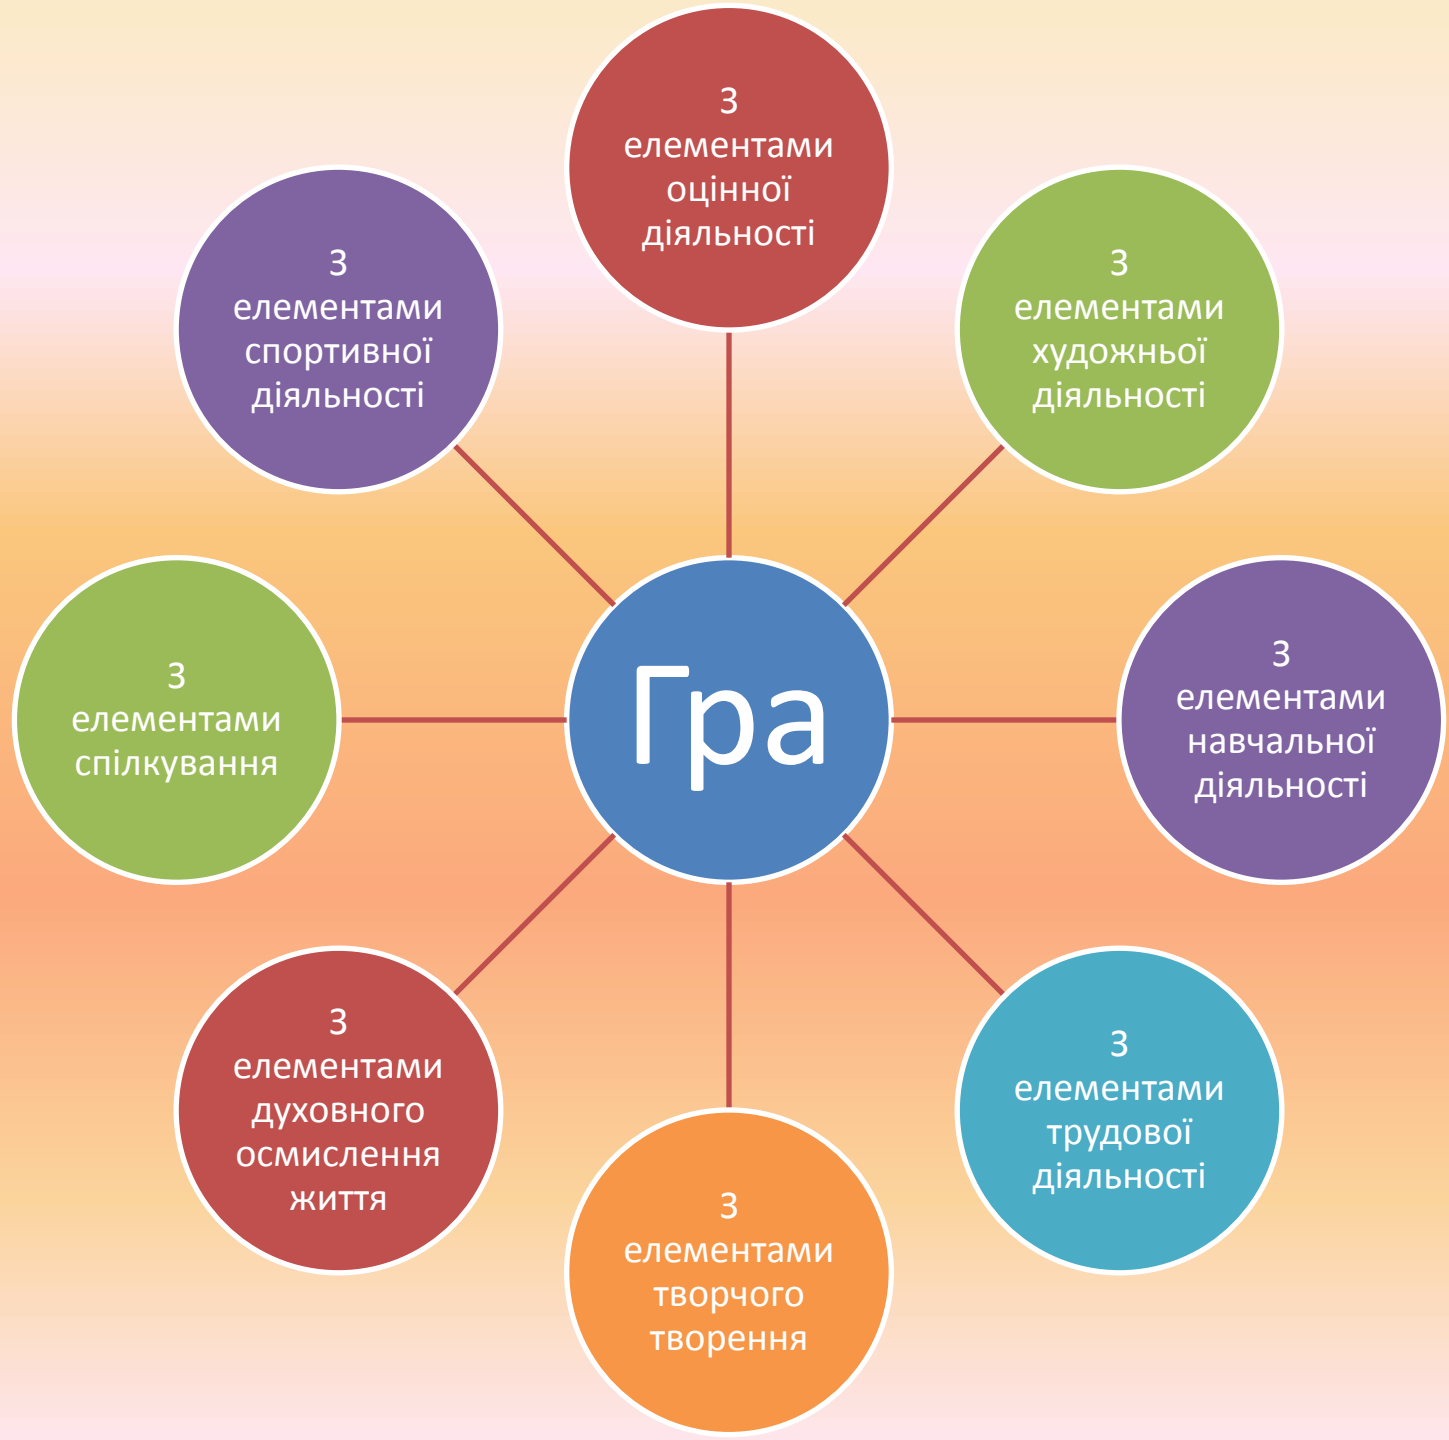 З
елементами
оцінної
діяльності
З
елементами
художньої
діяльності
З
елементами
навчальної
діяльності
З
елементами
трудової
діяльності
З
елементами
творчого
творення
З
елементами
духовного
осмислення
життя
З
елементами
спілкування
З
елементами
спортивної
діяльності
Гра